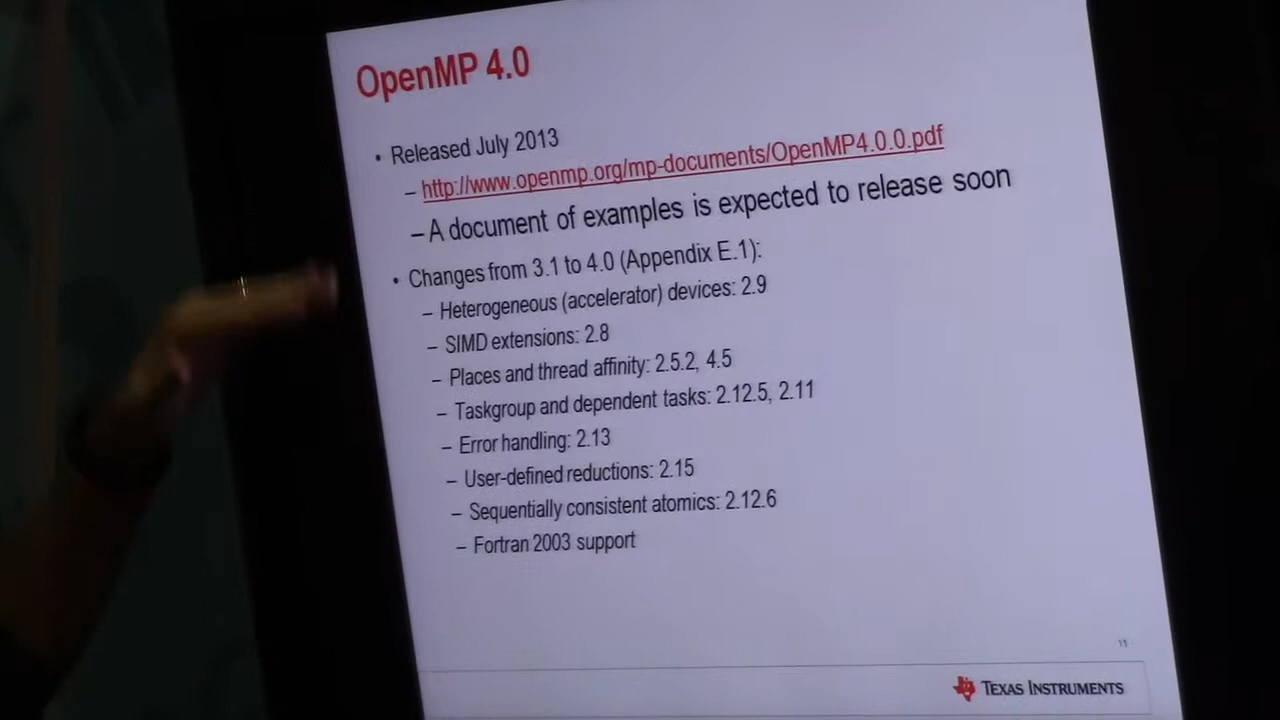 OpenMP 4.0
• Released July 2013
– http://www.openmp.org/mp-documents/OpenMP4.0.0.pdf
– A document of examples is expected to release soon
• Changes from 3.1 to 4.0 (Appendix E.1):
– Heterogeneous (accelerator) devices: 2.9
– SIMD extensions: 2.8
– Places and thread affinity: 2.5.2, 4.5
– Taskgroup and dependent tasks: 2.12.5, 2.11
– Error handling: 2.13
– User-defined reductions: 2.15
– Sequentially consistent atomics: 2.12.6
– Fortran 2003 support
TEXAS INSTRUMENTS